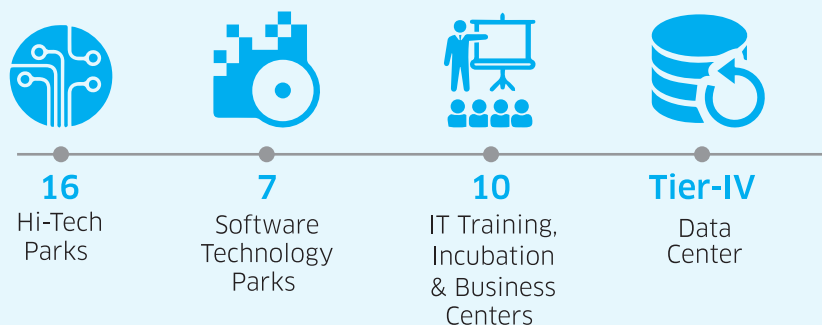 16
Hi-Tech
Parks
7
Software
Technology
Parks
10
IT Training,
Incubation
& Business
Centers
Tier-IV
Data
Center